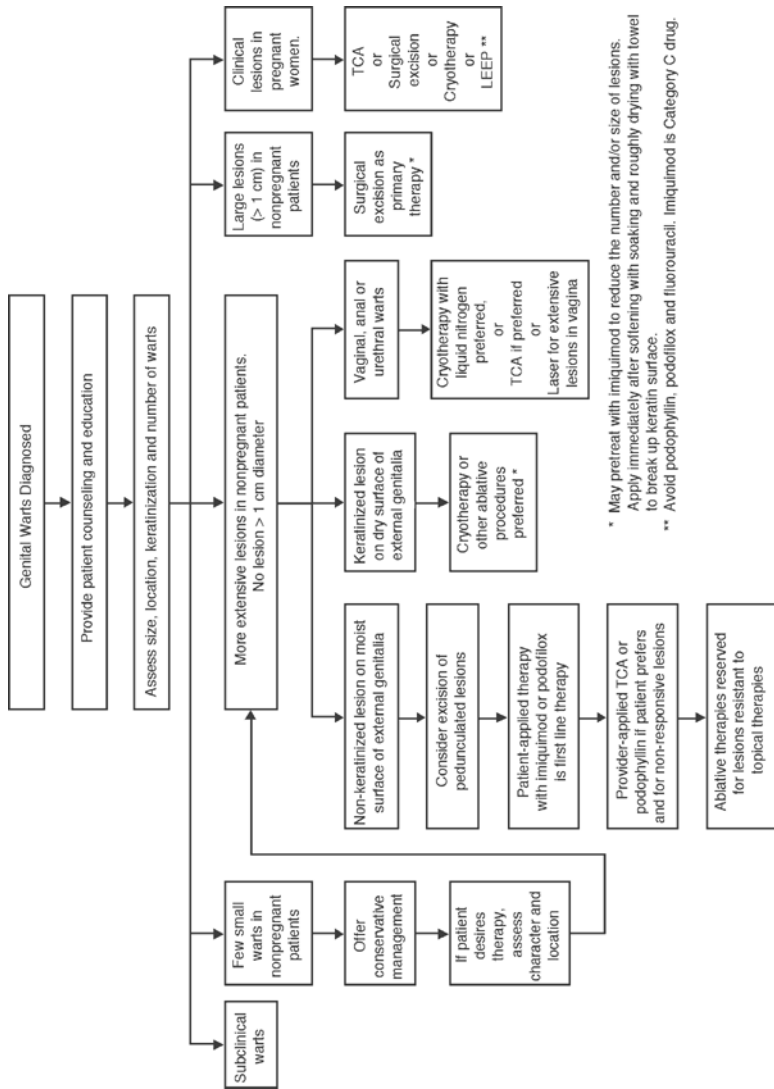 Genital Warts Diagnosed
Provide patient counseling and education
Assess size, location, keratinization and number of warts
Subclinical
warts
Few small
warts in
nonpregnant
patients
Offer
conservative
management
If patient
desires
therapy,
assess
character and
location
More extensive lesions in nonpregnant patients.
No lesion > 1 cm diameter
Non-keratinized lesion on moist
surface of external genitalia
Consider excision of
pedunculated lesions
Patient-applied therapy
with imiquimod or podofilox
is first line therapy
Provider-applied TCA or
podophyllin if patient prefers
and for non-responsive lesions
Ablative therapies reserved
for lesions resistant to
topical therapies
Keratinized lesion
on dry surface of
external genitalia
Cryotherapy or
other ablative
procedures
preferred *
Vaginal, anal or
urethral warts
Cryotherapy with
liquid nitrogen
preferred,
or
TCA if preferred
or
Laser for extensive
lesions in vagina
Large lesions
(> 1 cm) in
nonpregnant
patients
Surgical
excision as
primary
therapy *
Clinical
lesions in
pregnant
women.
TCA
or
Surgical
excision
or
Cryotherapy
or
LEEP **
* May pretreat with imiquimod to reduce the number and/or size of lesions.
Apply immediately after softening with soaking and roughly drying with towel
to break up keratin surface.
** Avoid podophyllin, podofilox and fluorouracil. Imiquimod is Category C drug.